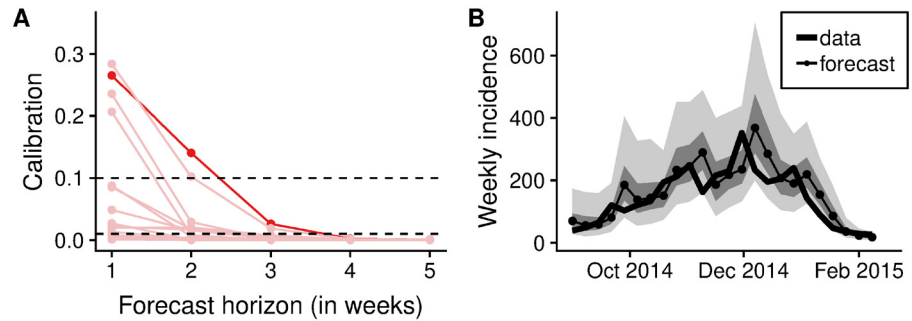 A
Calibration
0.3
0.2
0.1
0.0
1 2 3 4 5
Forecast horizon (in weeks)
B
Weekly incidence
600
400
200
0
Oct 2014 Dec 2014 Feb 2015
data
forecast